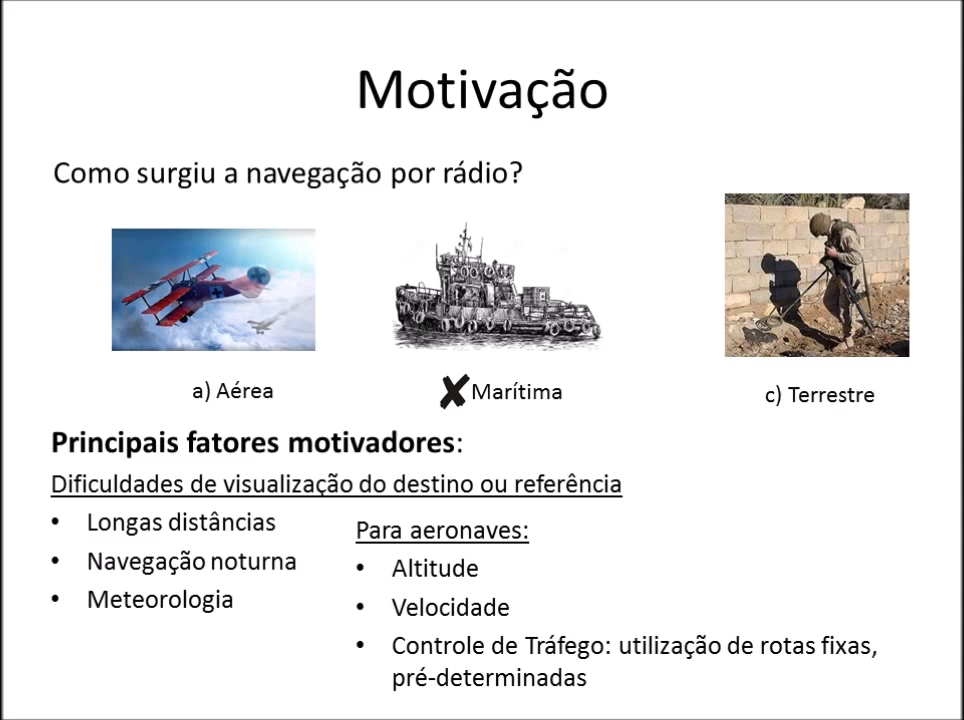 Motivação
Como surgiu a navegação por rádio?
a) Aérea
Marítima
c) Terrestre
Principais fatores motivadores:
Dificuldades de visualização do destino ou referência
• Longas distâncias
• Navegação noturna
• Meteorologia
Para aeronaves:
• Altitude
• Velocidade
• Controle de Tráfego: utilização de rotas fixas,
pré-determinadas